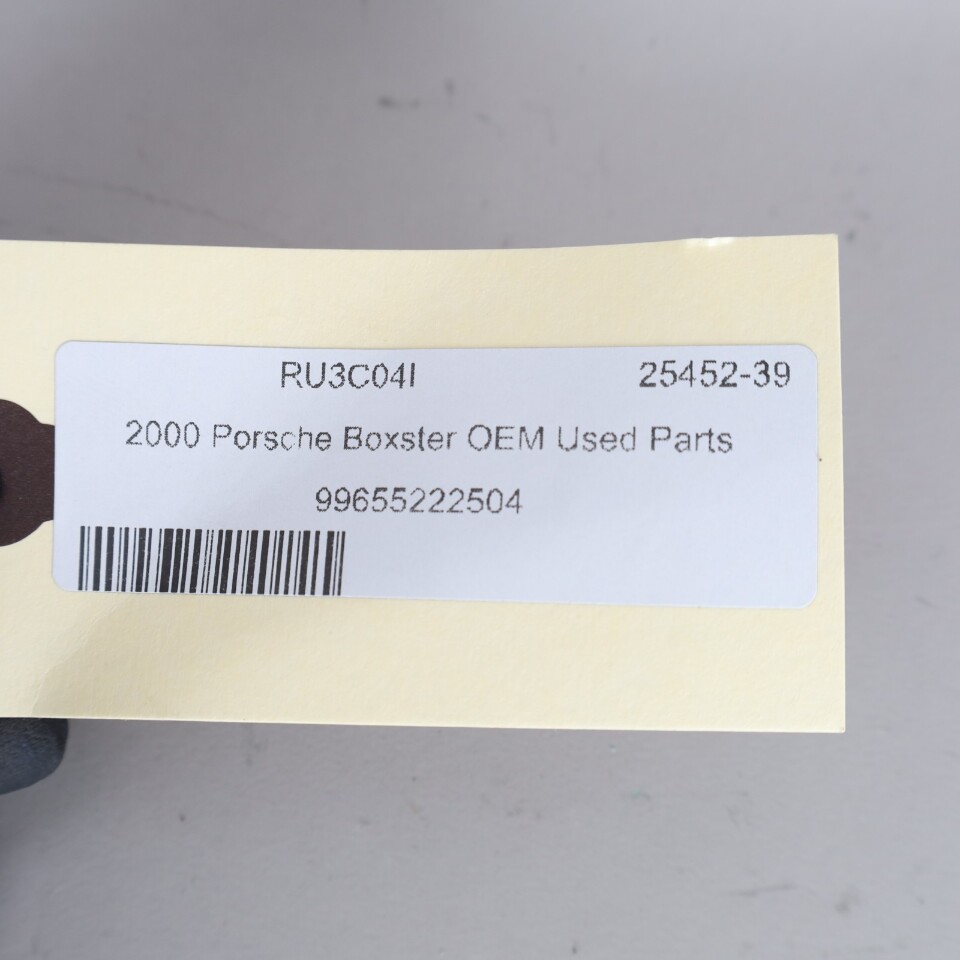 RU3C04I 25452-39
2000 Porsche Boxster OEM Used Parts
99655222504